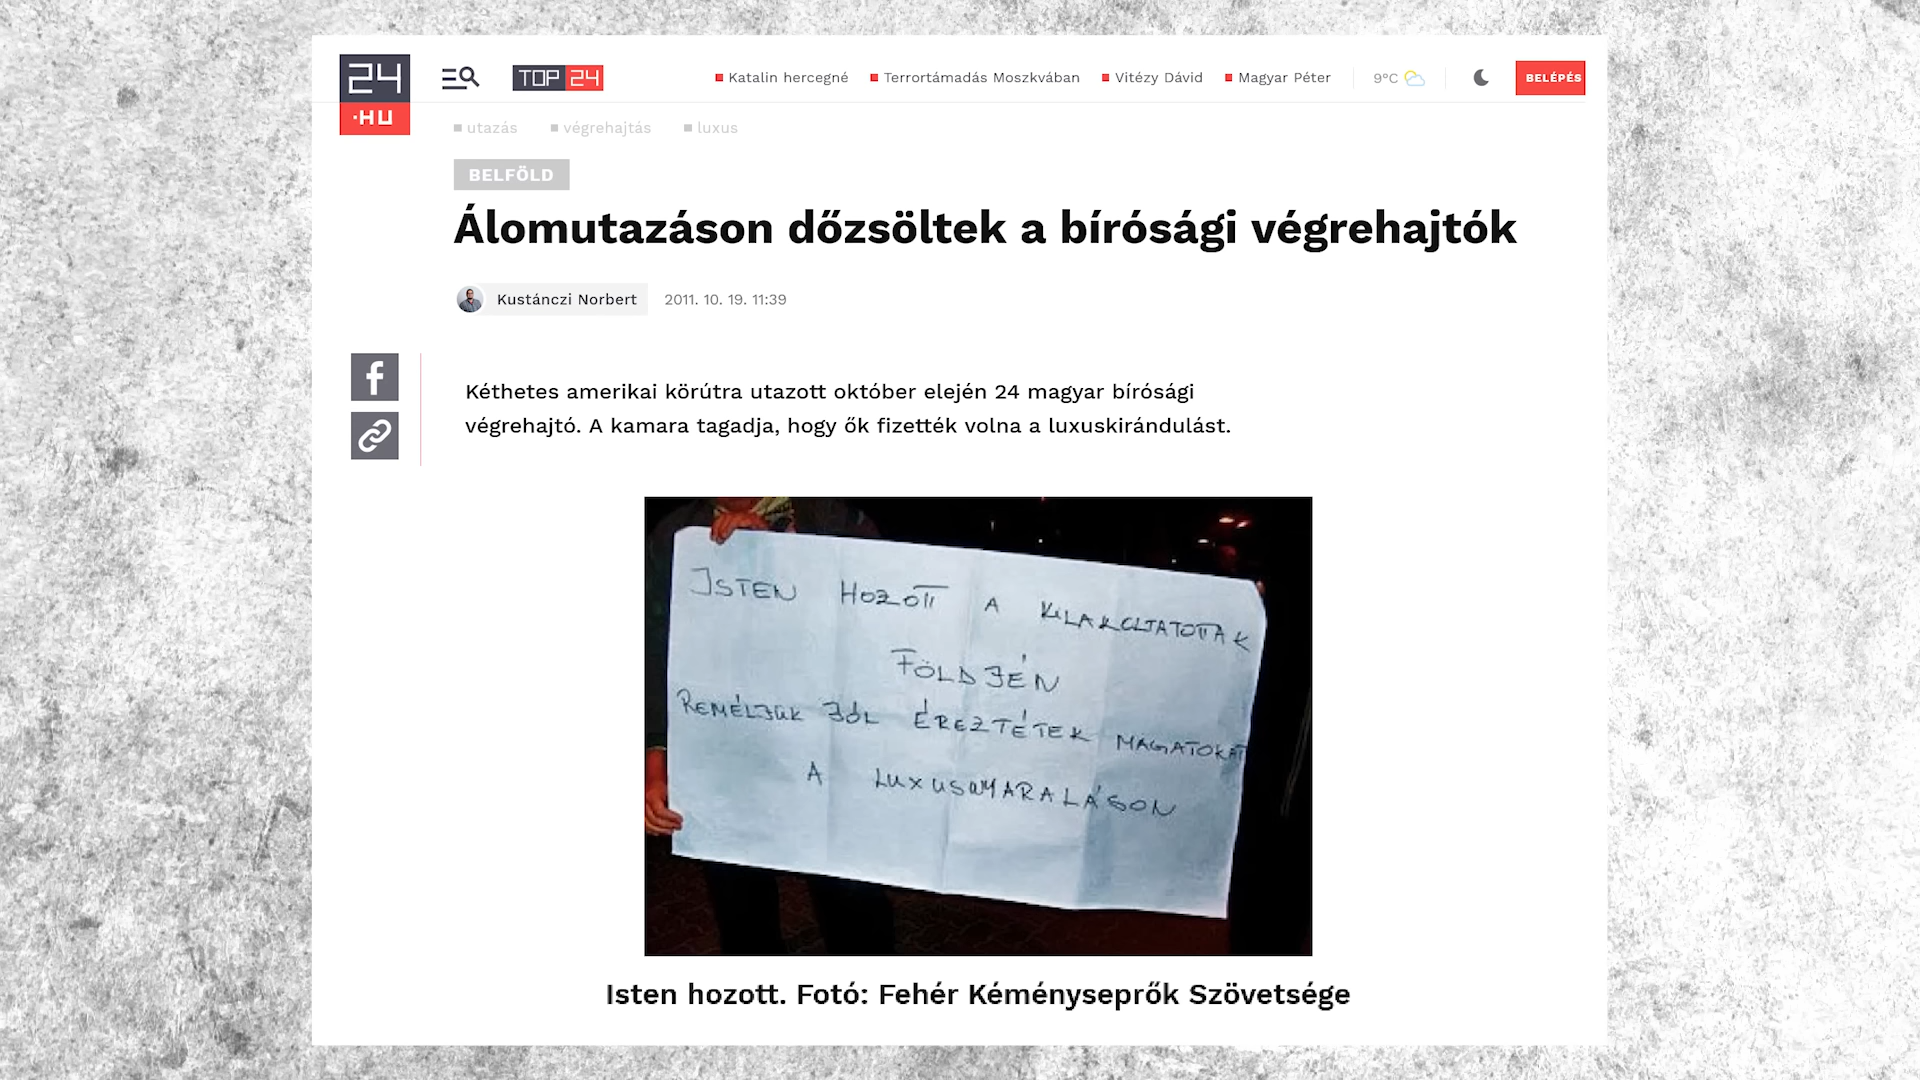 24
TOP 24
Katalin hercegné
Terrortámadás Moszkvában
Vitézy Dávid
Magyar Péter
9°C
BELÉPÉS
.HU
utazás
végrehajtás
luxus
BELFÖLD
Álomutazáson dőzsöltek a bírósági végrehajtók
Kustánczi Norbert
2011. 10. 19. 11:39
Kéthetes amerikai körútra utazott október elején 24 magyar bírósági
végrehajtó. A kamara tagadja, hogy ők fizették volna a luxuskirándulást.
ISTEN HOZOTT A KILAKOLTATOTTAK
FÖLDJÉN
REMÉLJÜK JÓL ÉREZTÉTEK MAGATOKAT
A LUXUSNYARALÁSON
Isten hozott. Fotó: Fehér Kéményseprők Szövetsége